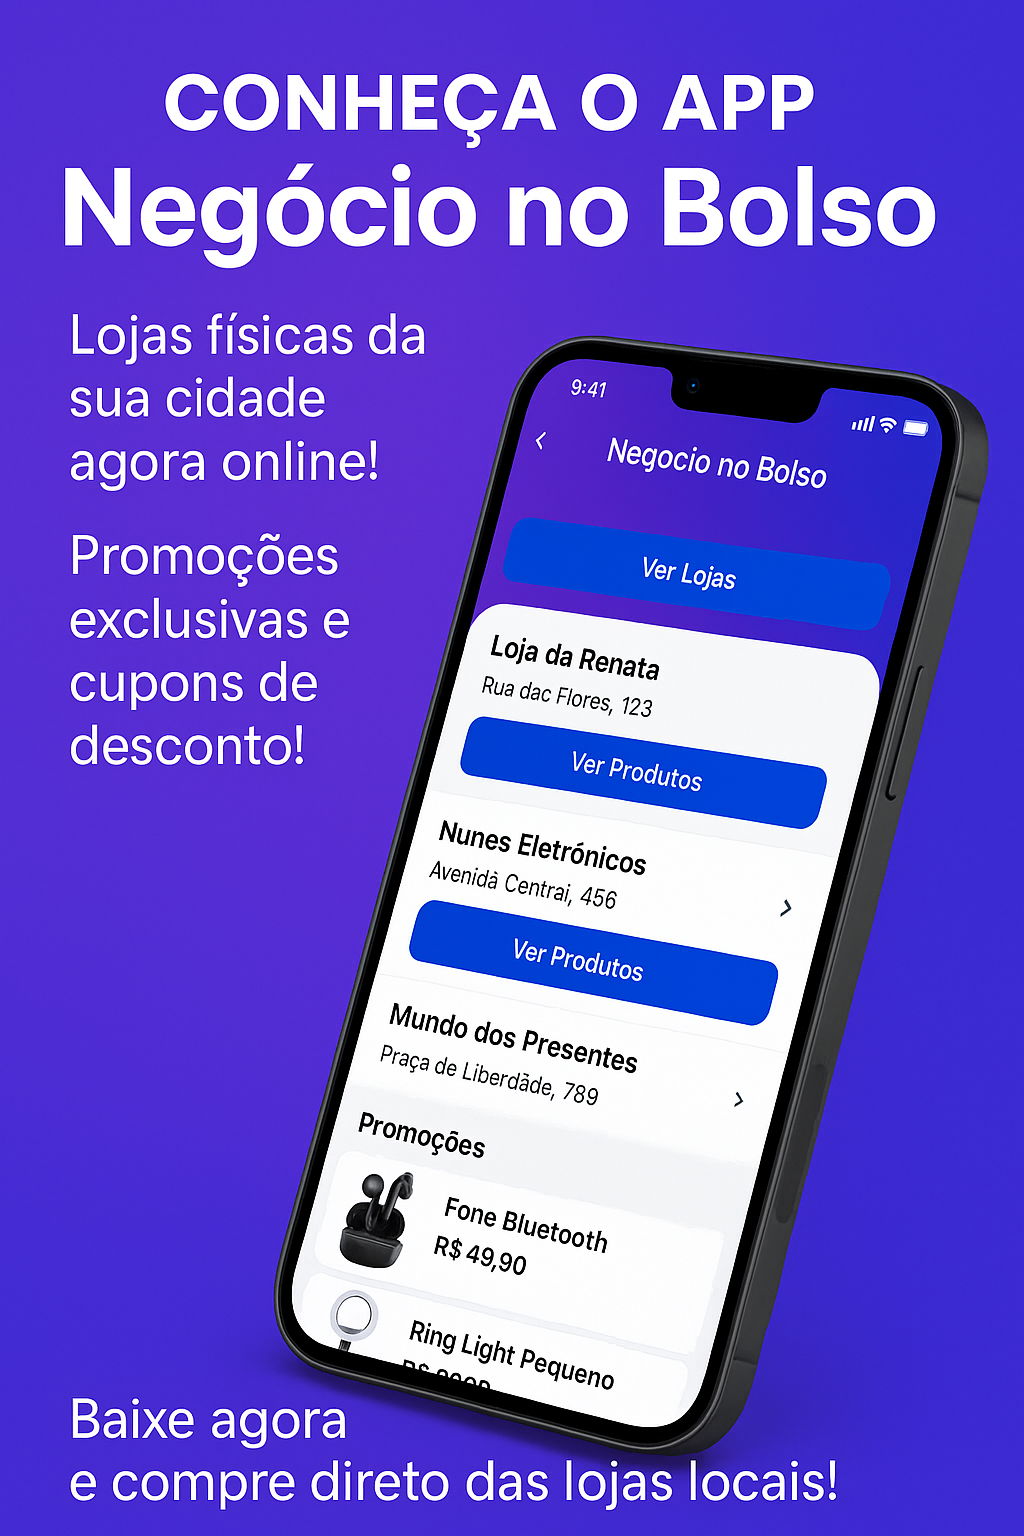 CONHEÇA O APP
Negócio no Bolso
Lojas físicas da
sua cidade
agora online!
Promoções
exclusivas e
cupons de
desconto!
9:41
Negocio no Bolso
Ver Lojas
Loja da Renata
Rua dac Flores, 123
Ver Produtos
Nunes Eletrónicos
Avenidà Centrai, 456
Ver Produtos
Mundo dos Presentes
Praça de Liberdãde, 789
Promoções
Fone Bluetooth
R$ 49,90
Ring Light Pequeno
R$
Baixe agora
e compre direto das lojas locais!